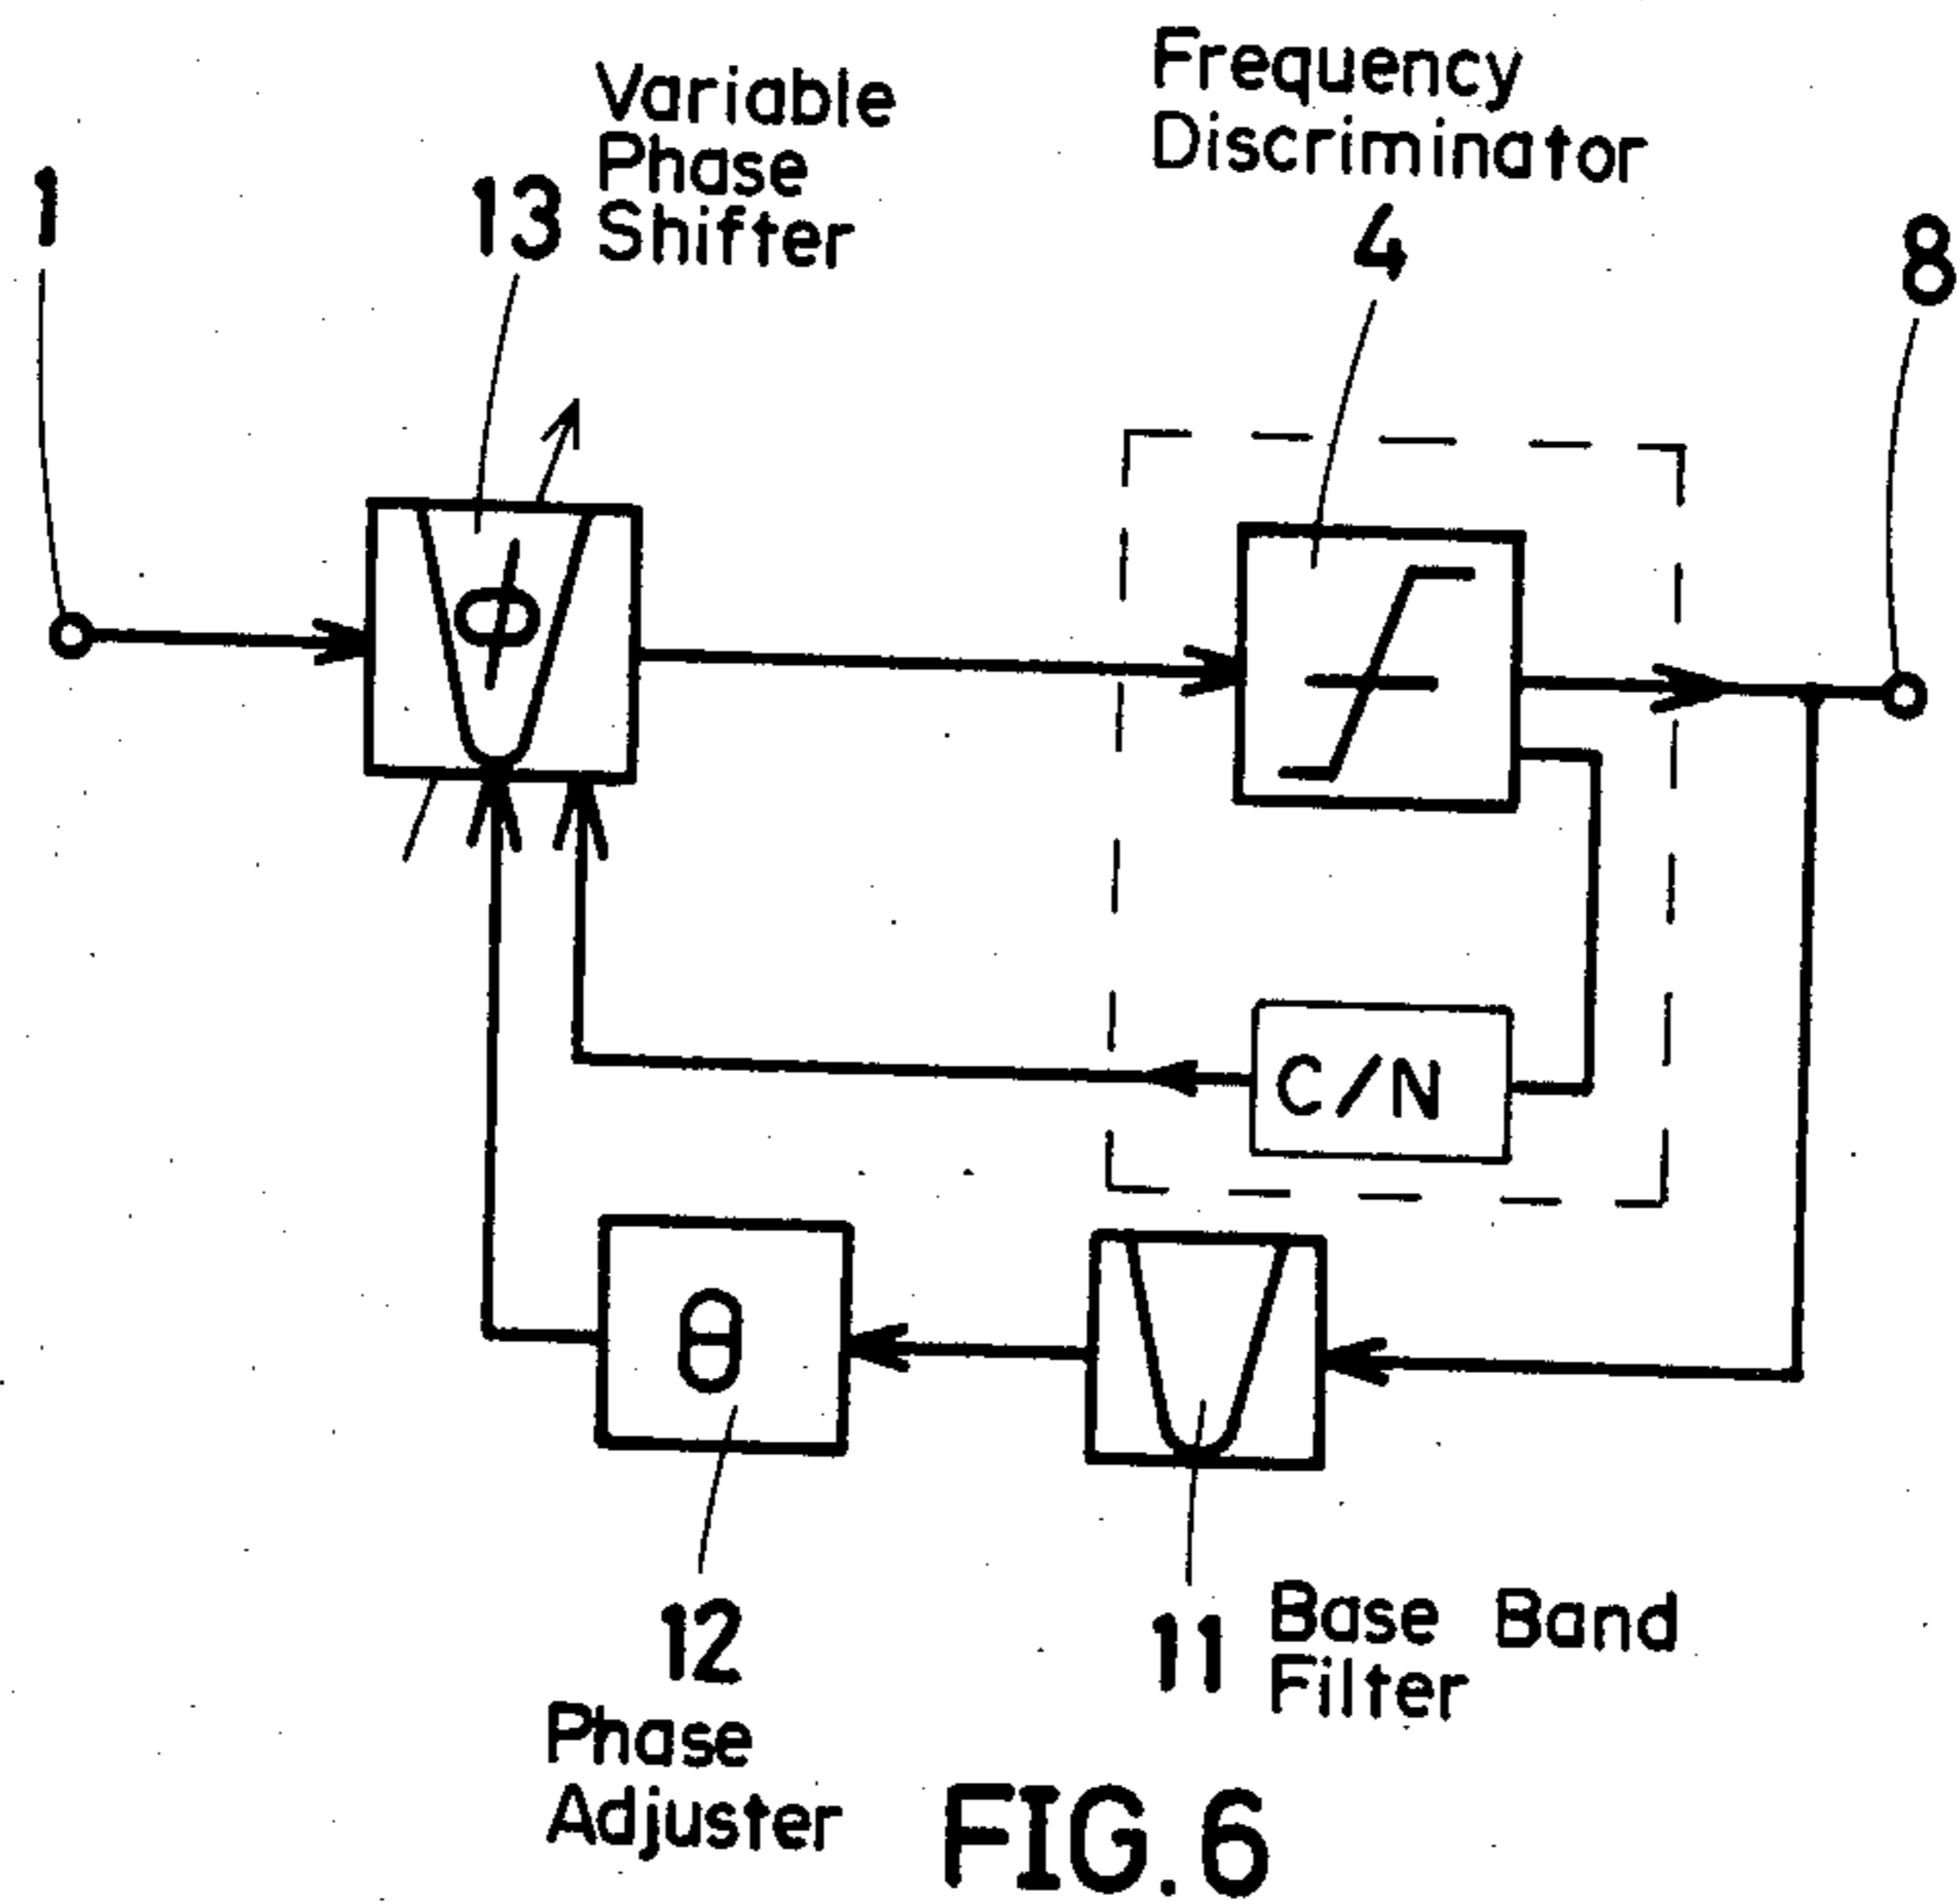 1
13
Variable
Phase
Shifter
Frequency
Discriminator
4
8
Φ
C/N
θ
12
Phase
Adjuster
11
Base Band
Filter
FIG.6